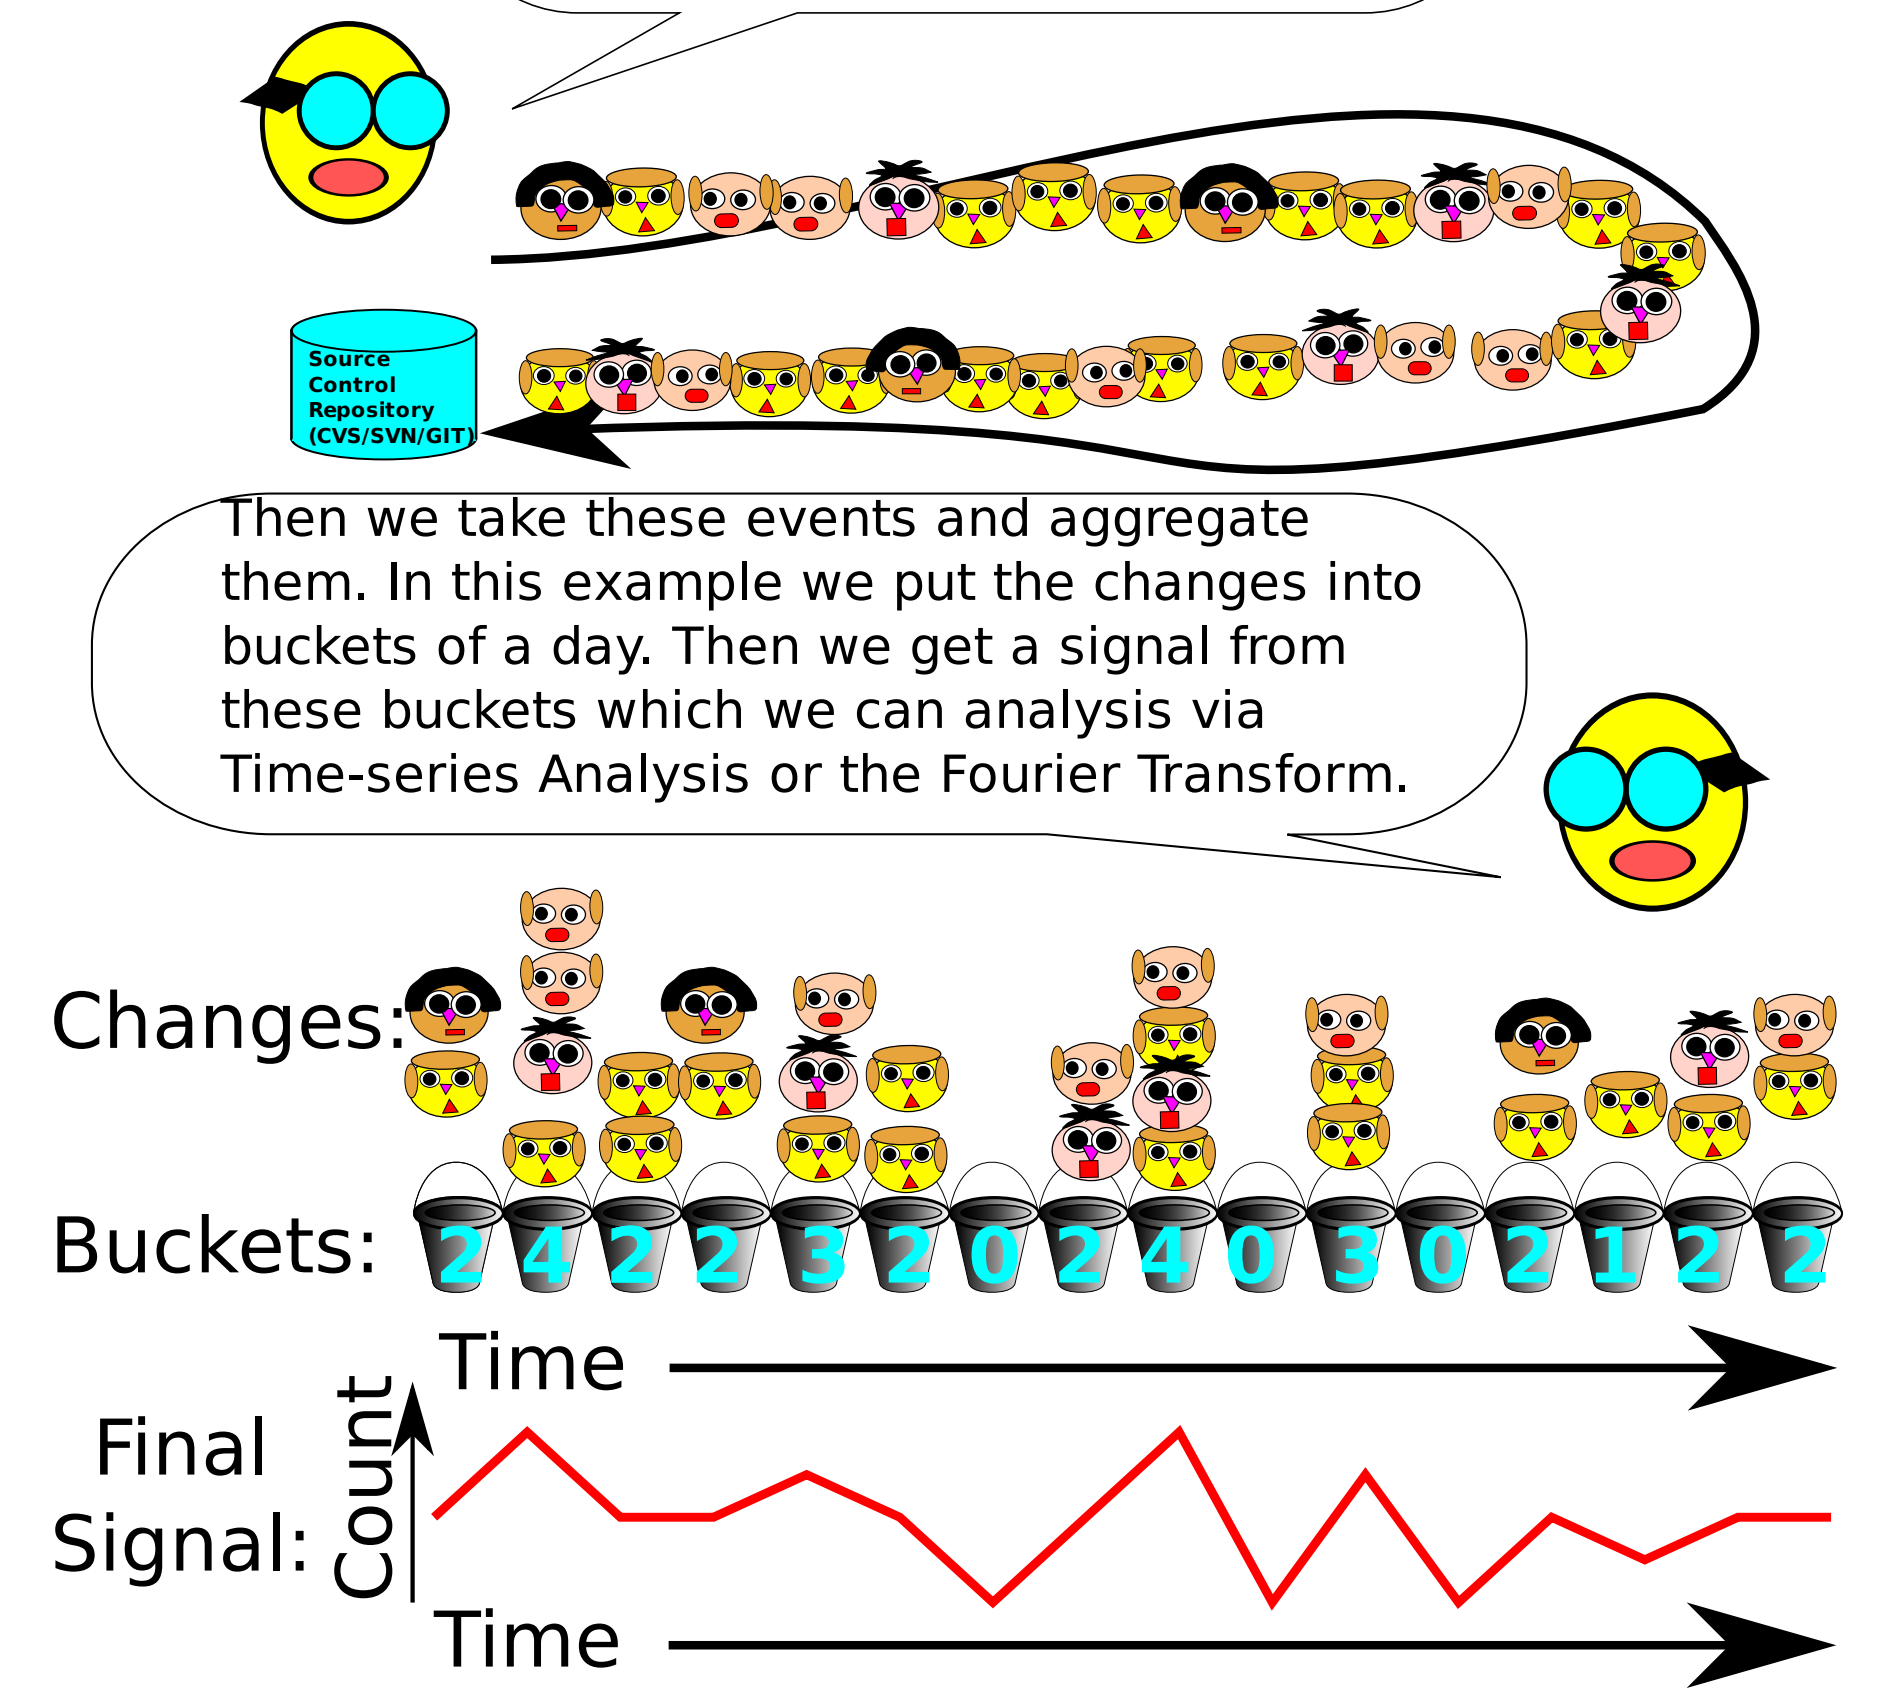 Source
Control
Repository
(CVS/SVN/GIT)
Then we take these events and aggregate
them. In this example we put the changes into
buckets of a day. Then we get a signal from
these buckets which we can analysis via
Time-series Analysis or the Fourier Transform.
Changes:
Buckets: 2 4 2 2 3 2 0 2 4 0 3 0 2 1 2 2
Time
Final
Signal:
Count
Time